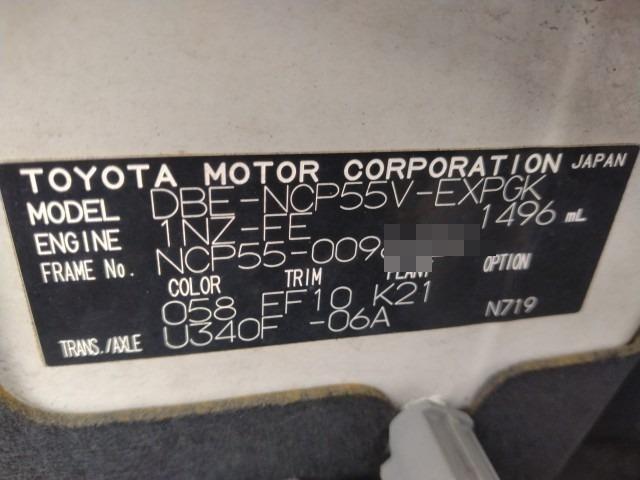 TOYOTA MOTOR CORPORATION JAPAN
MODEL DBE-NCP55V-EXPGK
ENGINE 1NZ-FE 1496 mL
FRAME No. NCP55-009
COLOR TRIM PLANT OPTION
058 EF10 K21 N719
TRANS./AXLE U340F -06A